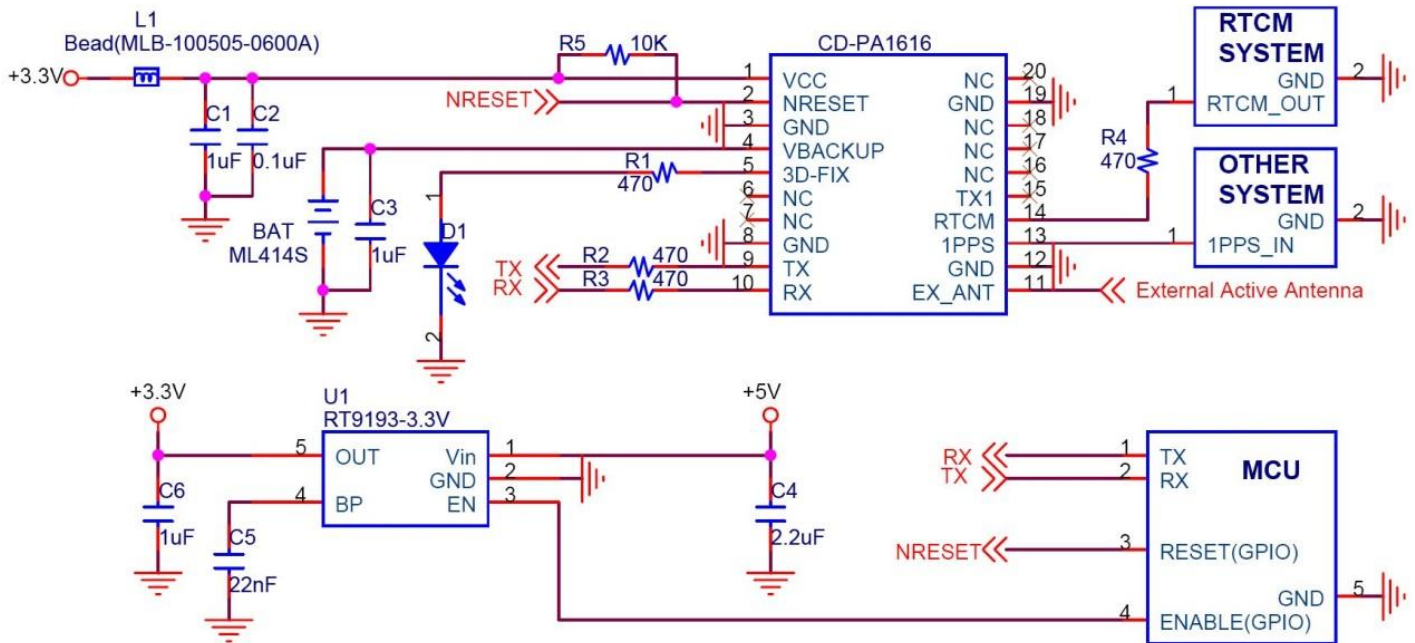 L1
Bead(MLB-100505-0600A)
+3.3V
C1
1uF
C2
0.1uF
R5
10K
NRESET
BAT
ML414S
C3
1uF
R1
470
1
D1
2
TX
RX
R2
470
R3
470
CD-PA1616
1
VCC
2
NRESET
3
GND
4
VBACKUP
5
3D-FIX
6
NC
7
NC
8
GND
9
TX
10
RX
NC
20
GND
19
NC
18
NC
17
NC
16
TX1
15
RTCM
14
1PPS
13
GND
12
EX_ANT
11
External Active Antenna
R4
470
RTCM
SYSTEM
GND
2
1
RTCM_OUT
OTHER
SYSTEM
GND
2
1
1PPS_IN
+3.3V
C6
1uF
C5
22nF
U1
RT9193-3.3V
5
OUT
4
BP
Vin
1
GND
2
EN
3
+5V
C4
2.2uF
RX
TX
NRESET
MCU
1
TX
2
RX
3
RESET(GPIO)
GND
5
4
ENABLE(GPIO)